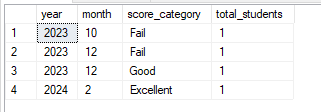 year month score_category total_students
1 2023 10 Fail 1
2 2023 12 Fail 1
3 2023 12 Good 1
4 2024 2 Excellent 1